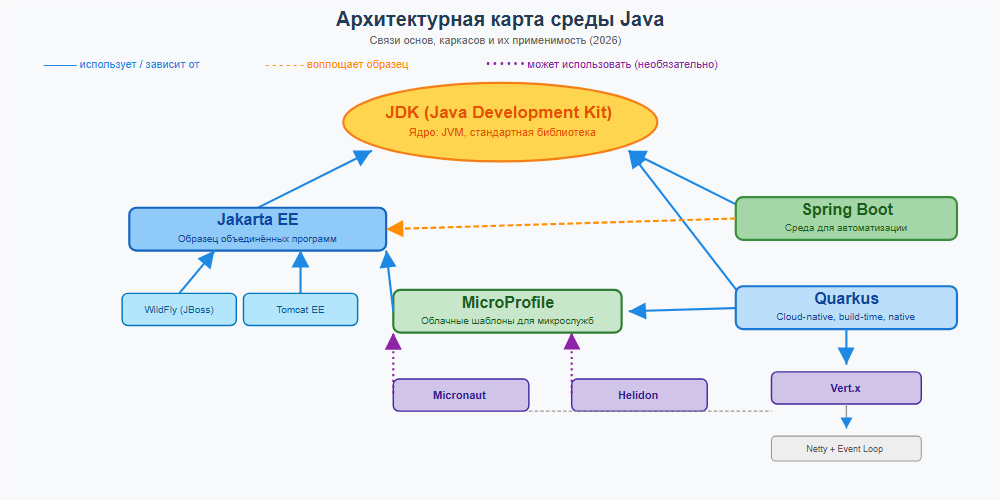 Архитектурная карта среды Java
Связи основ, каркасов и их применимость (2026)
использует / зависит от
воплощает образец
может использовать (необязательно)
JDK (Java Development Kit)
Ядро: JVM, стандартная библиотека
Jakarta EE
Образец объединённых программ
Spring Boot
Среда для автоматизации
WildFly (JBoss)
Tomcat EE
MicroProfile
Облачные шаблоны для микрослужб
Quarkus
Cloud-native, build-time, native
Micronaut
Helidon
Vert.x
Netty + Event Loop